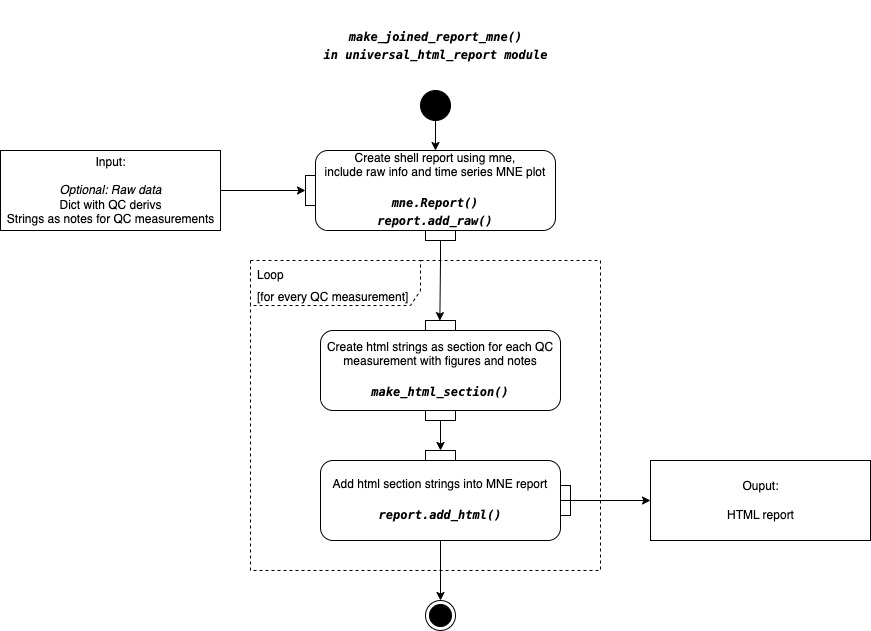 make_joined_report_mne()
in universal_html_report module
Input:
Optional: Raw data
Dict with QC derivs
Strings as notes for QC measurements
Create shell report using mne,
include raw info and time series MNE plot
mne.Report()
report.add_raw()
Loop
[for every QC measurement]
Create html strings as section for each QC
measurement with figures and notes
make_html_section()
Add html section strings into MNE report
report.add_html()
Ouput:
HTML report